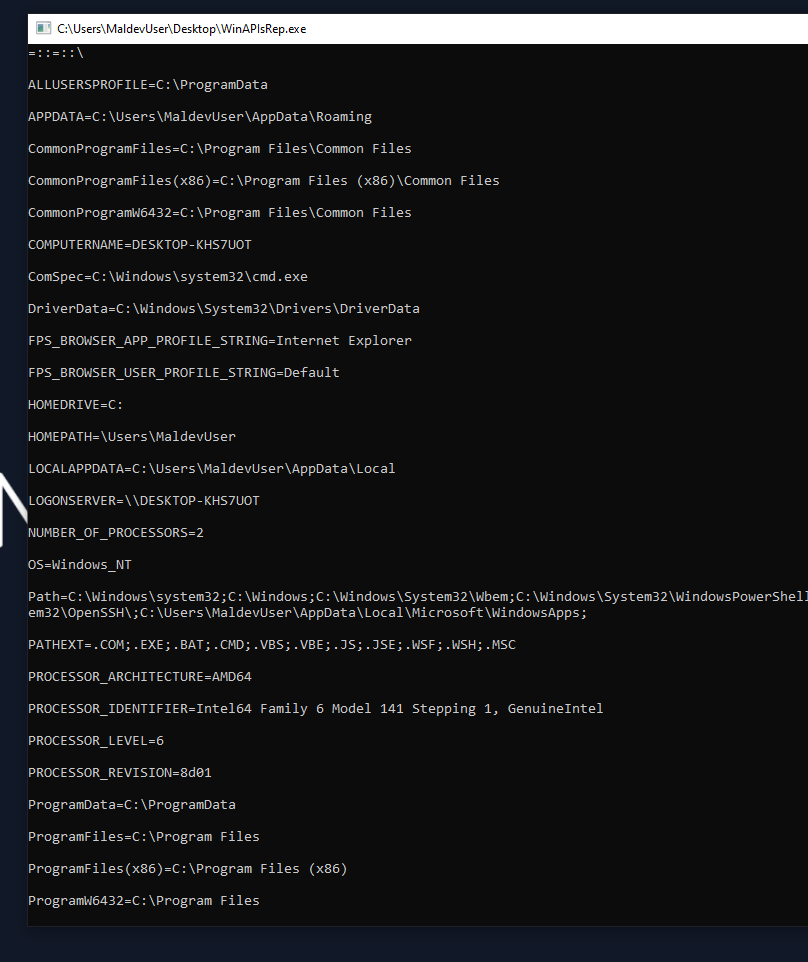 C:\Users\MaldevUser\Desktop\WinAPIsRep.exe
=::=::\
ALLUSERSPROFILE=C:\ProgramData
APPDATA=C:\Users\MaldevUser\AppData\Roaming
CommonProgramFiles=C:\Program Files\Common Files
CommonProgramFiles(x86)=C:\Program Files (x86)\Common Files
CommonProgramW6432=C:\Program Files\Common Files
COMPUTERNAME=DESKTOP-KHS7UOT
ComSpec=C:\Windows\system32\cmd.exe
DriverData=C:\Windows\System32\Drivers\DriverData
FPS_BROWSER_APP_PROFILE_STRING=Internet Explorer
FPS_BROWSER_USER_PROFILE_STRING=Default
HOMEDRIVE=C:
HOMEPATH=\Users\MaldevUser
LOCALAPPDATA=C:\Users\MaldevUser\AppData\Local
LOGONSERVER=\\DESKTOP-KHS7UOT
NUMBER_OF_PROCESSORS=2
OS=Windows_NT
Path=C:\Windows\system32;C:\Windows;C:\Windows\System32\Wbem;C:\Windows\System32\WindowsPowerShell
em32\OpenSSH\;C:\Users\MaldevUser\AppData\Local\Microsoft\WindowsApps;
PATHEXT=.COM;.EXE;.BAT;.CMD;.VBS;.VBE;.JS;.JSE;.WSF;.WSH;.MSC
PROCESSOR_ARCHITECTURE=AMD64
PROCESSOR_IDENTIFIER=Intel64 Family 6 Model 141 Stepping 1, GenuineIntel
PROCESSOR_LEVEL=6
PROCESSOR_REVISION=8d01
ProgramData=C:\ProgramData
ProgramFiles=C:\Program Files
ProgramFiles(x86)=C:\Program Files (x86)
ProgramW6432=C:\Program Files